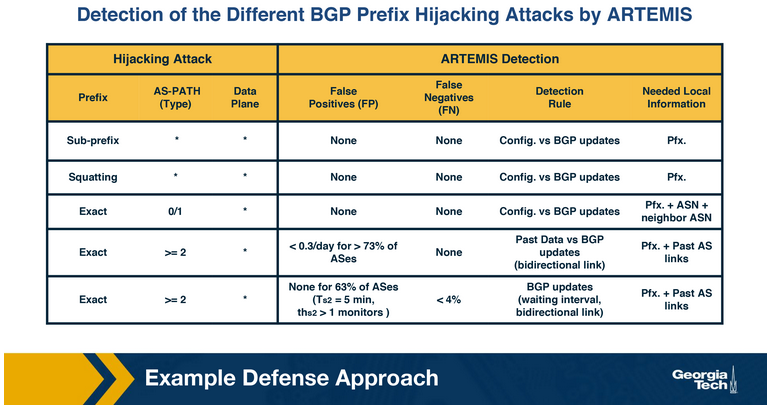 Detection of the Different BGP Prefix Hijacking Attacks by ARTEMIS
Hijacking Attack ARTEMIS Detection
Prefix AS-PATH (Type) Data Plane False Positives (FP) False Negatives (FN) Detection Rule Needed Local Information
Sub-prefix * * None None Config. vs BGP updates Pfx.
Squatting * * None None Config. vs BGP updates Pfx.
Exact 0/1 * None None Config. vs BGP updates Pfx. + ASN + neighbor ASN
Exact >= 2 * < 0.3/day for > 73% of ASes None Past Data vs BGP updates (bidirectional link) Pfx. + Past AS links
Exact >= 2 * None for 63% of ASes (Ts2 = 5 min, ths2 > 1 monitors ) < 4% BGP updates (waiting interval, bidirectional link) Pfx. + Past AS links
Example Defense Approach
Georgia
Tech